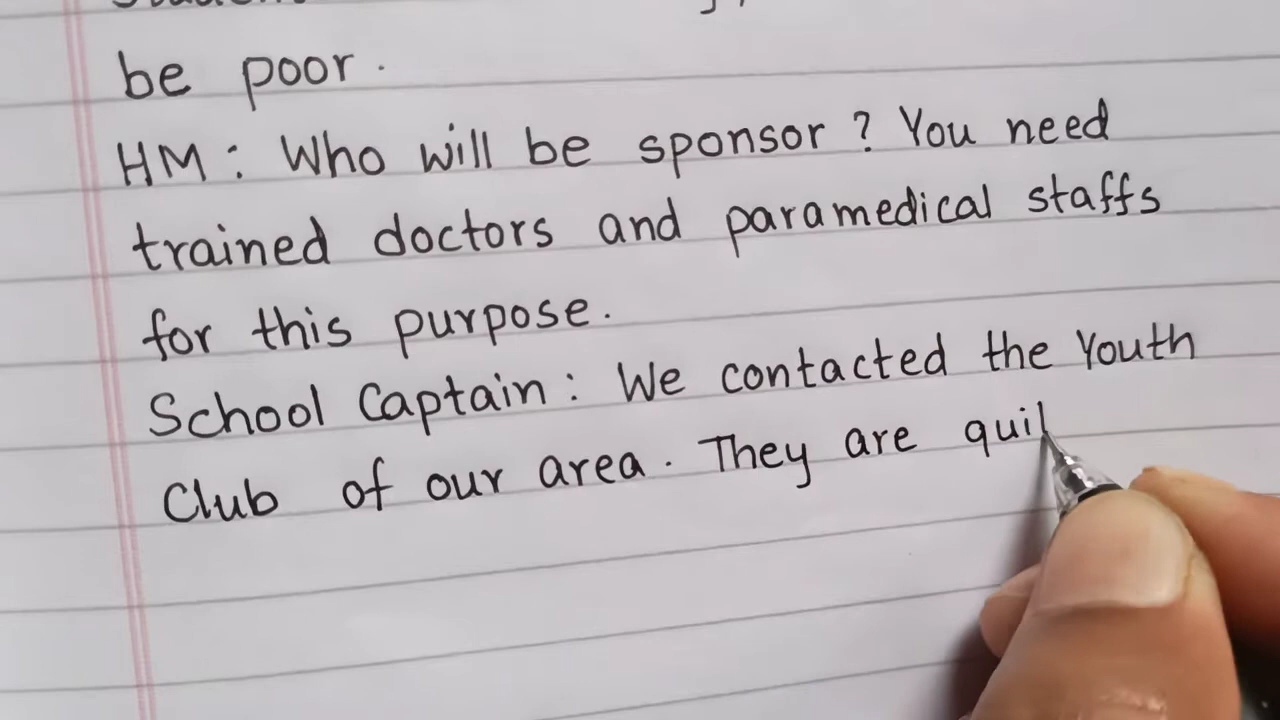 be poor.
HM: Who will be sponsor? You need
trained doctors and paramedical staffs
for this purpose.
School Captain: We contacted the Youth
Club of our area. They are qui